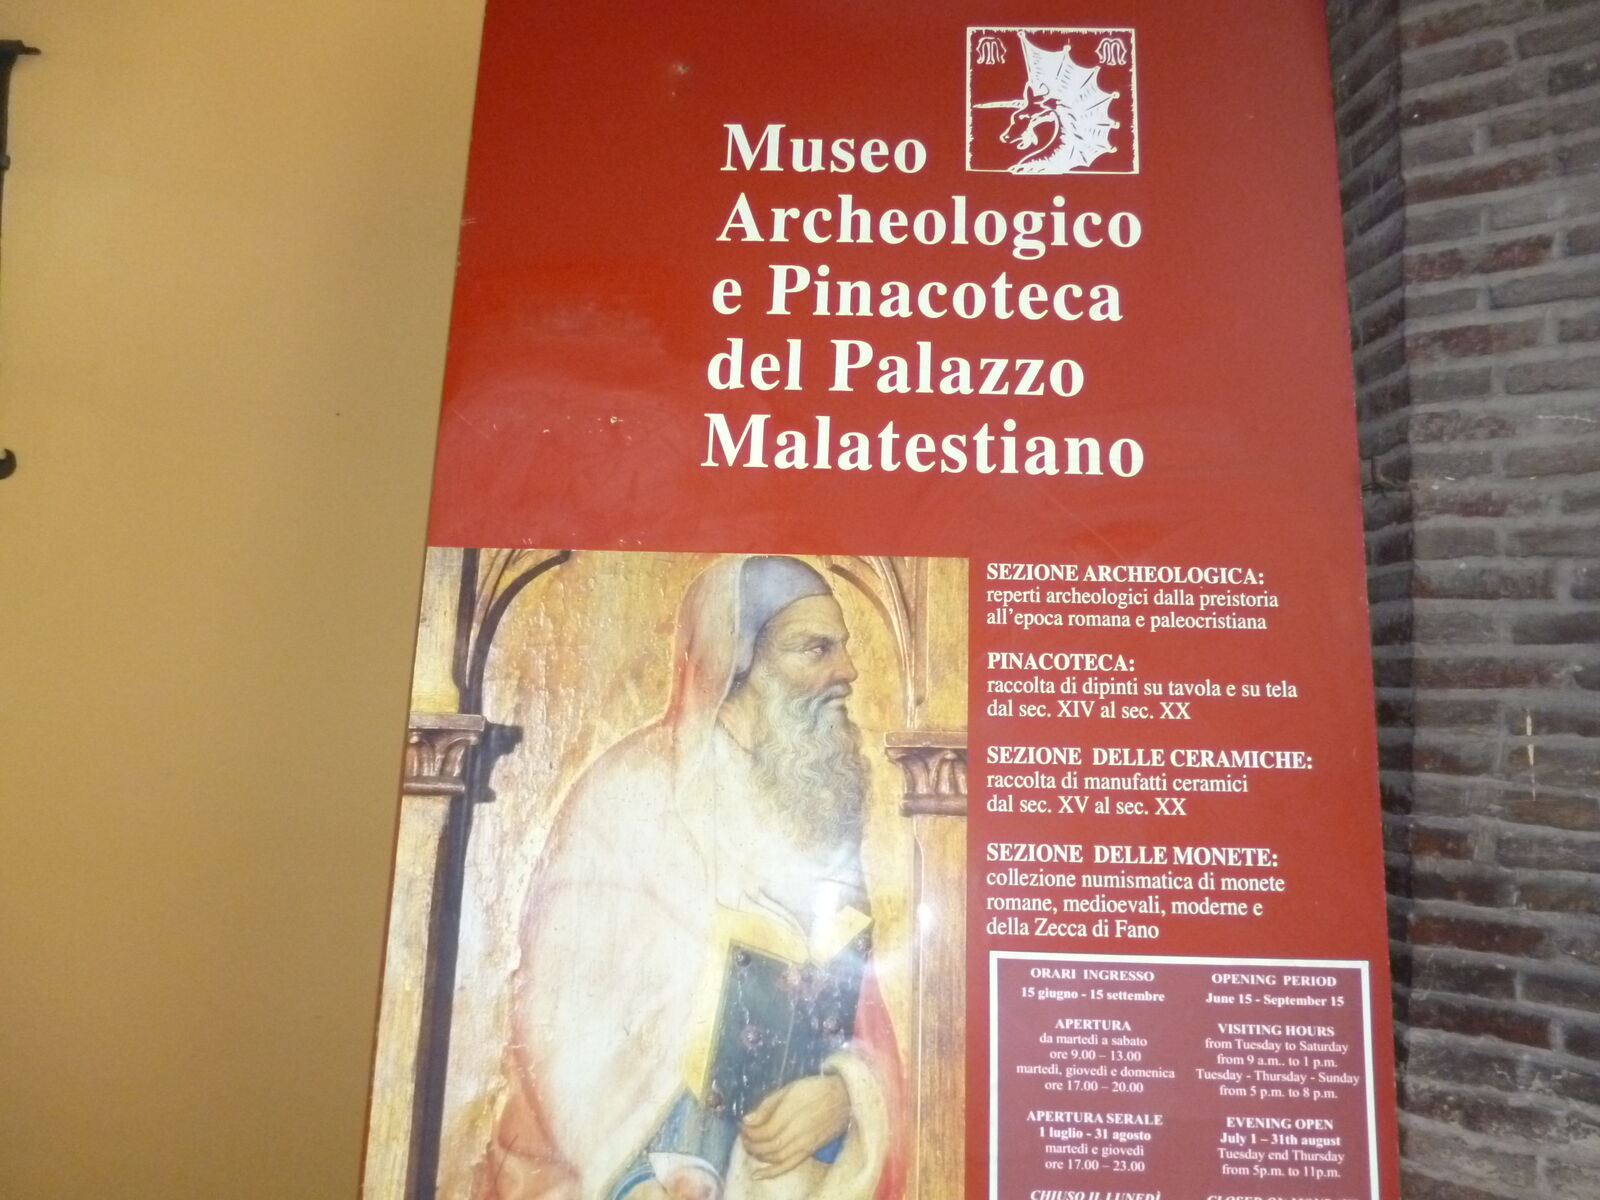 Museo
Archeologico
e Pinacoteca
del Palazzo
Malatestiano
SEZIONE ARCHEOLOGICA:
reperti archeologici dalla preistoria
all'epoca romana e paleocristiana
PINACOTECA:
raccolta di dipinti su tavola e su tela
dal sec. XIV al sec. XX
SEZIONE DELLE CERAMICHE:
raccolta di manufatti ceramici
dal sec. XV al sec. XX
SEZIONE DELLE MONETE:
collezione numismatica di monete
romane, medioevali, moderne e
della Zecca di Fano
ORARI INGRESSO
15 giugno - 15 settembre
APERTURA
da martedì a sabato
ore 9.00 – 13.00
martedì, giovedì e domenica
ore 17.00 – 20.00
APERTURA SERALE
1 luglio - 31 agosto
martedì e giovedì
ore 17.00 – 23.00
CHIUSO IL LUNEDÌ
OPENING PERIOD
June 15 - September 15
VISITING HOURS
from Tuesday to Saturday
from 9 a.m.. to 1 p.m.
Tuesday - Thursday - Sunday
from 5 p.m. to 8 p.m.
EVENING OPEN
July 1 – 31th august
Tuesday end Thursday
from 5p.m. to 11p.m.
CLOSED ON